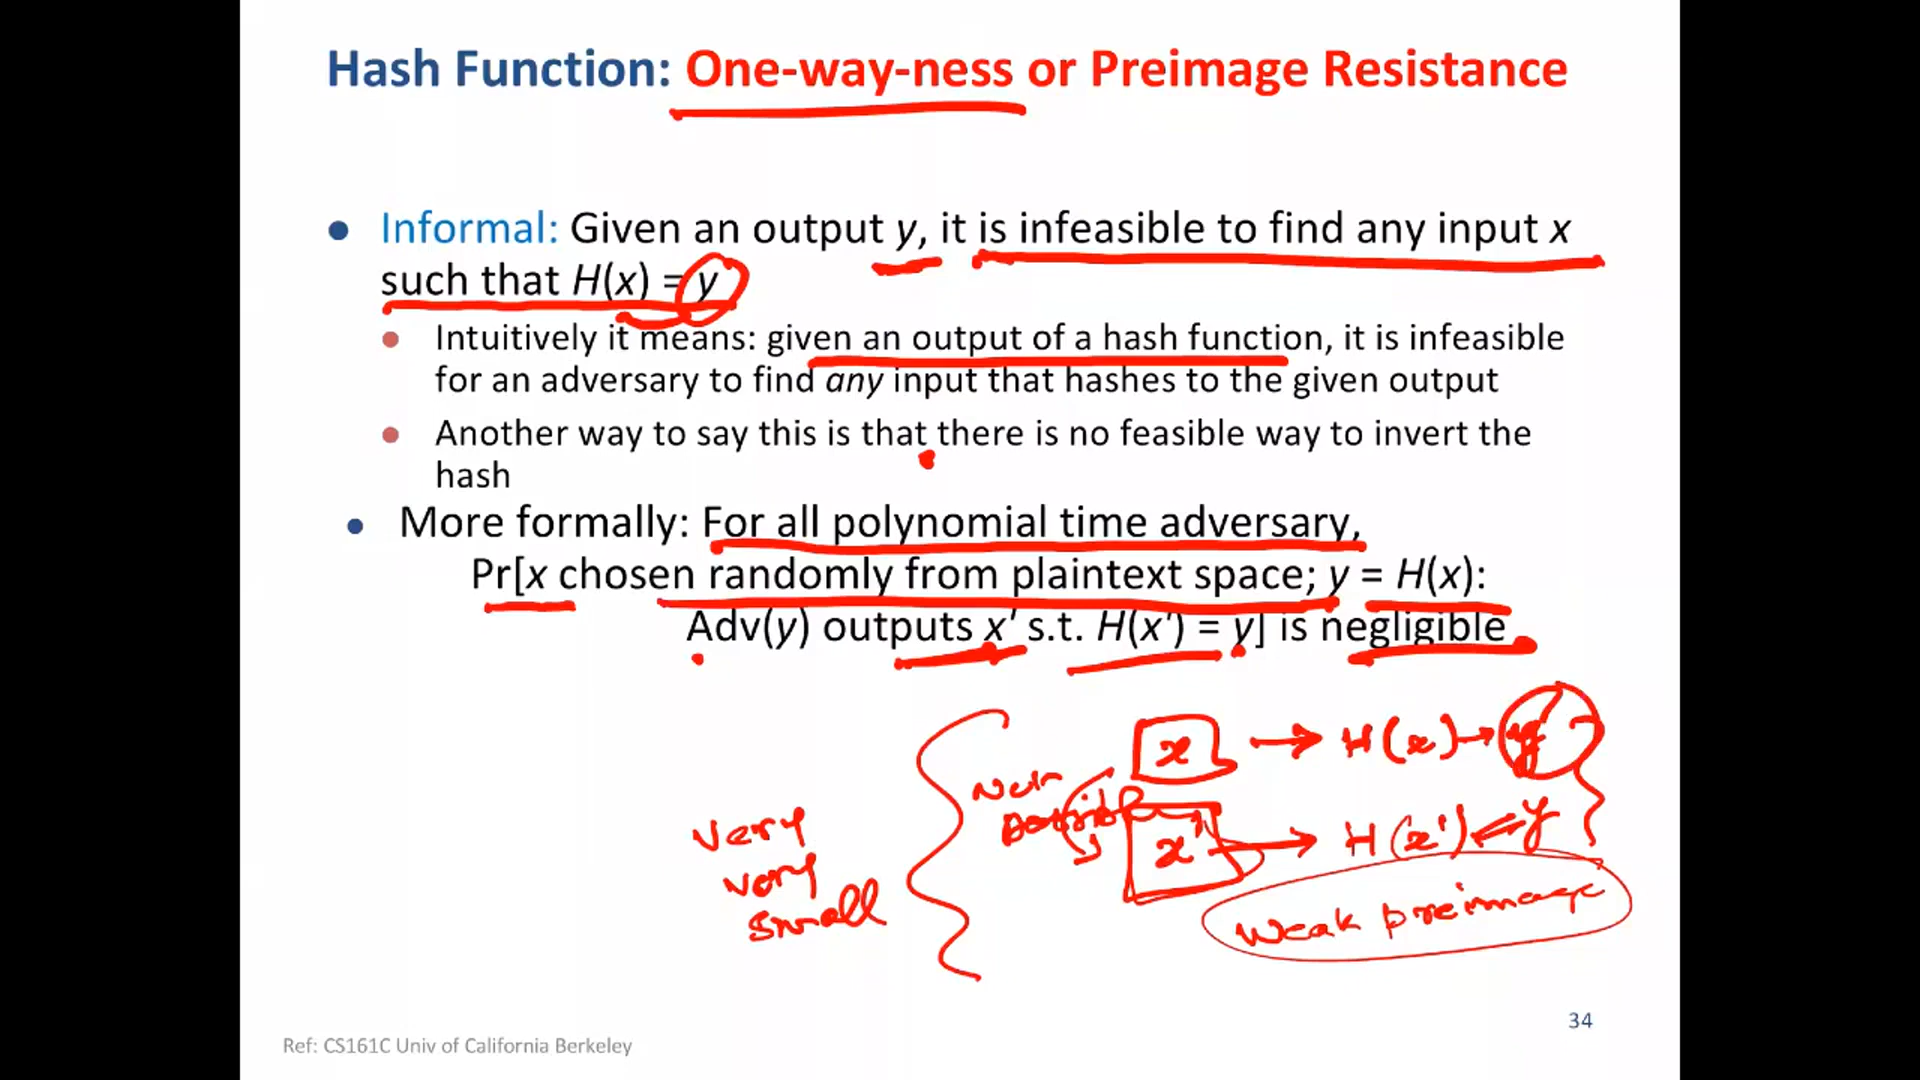 Hash Function: One-way-ness or Preimage Resistance
Informal: Given an output y, it is infeasible to find any input x
such that H(x) = y
Intuitively it means: given an output of a hash function, it is infeasible
for an adversary to find any input that hashes to the given output
Another way to say this is that there is no feasible way to invert the
hash
More formally: For all polynomial time adversary,
Pr[x chosen randomly from plaintext space; y = H(x):
Adv(y) outputs x' s.t. H(x') = y] is negligible
x → H(x) → y
very
very
small
x' → H(x') y
Weak preimage
34
Ref: CS161C Univ of California Berkeley